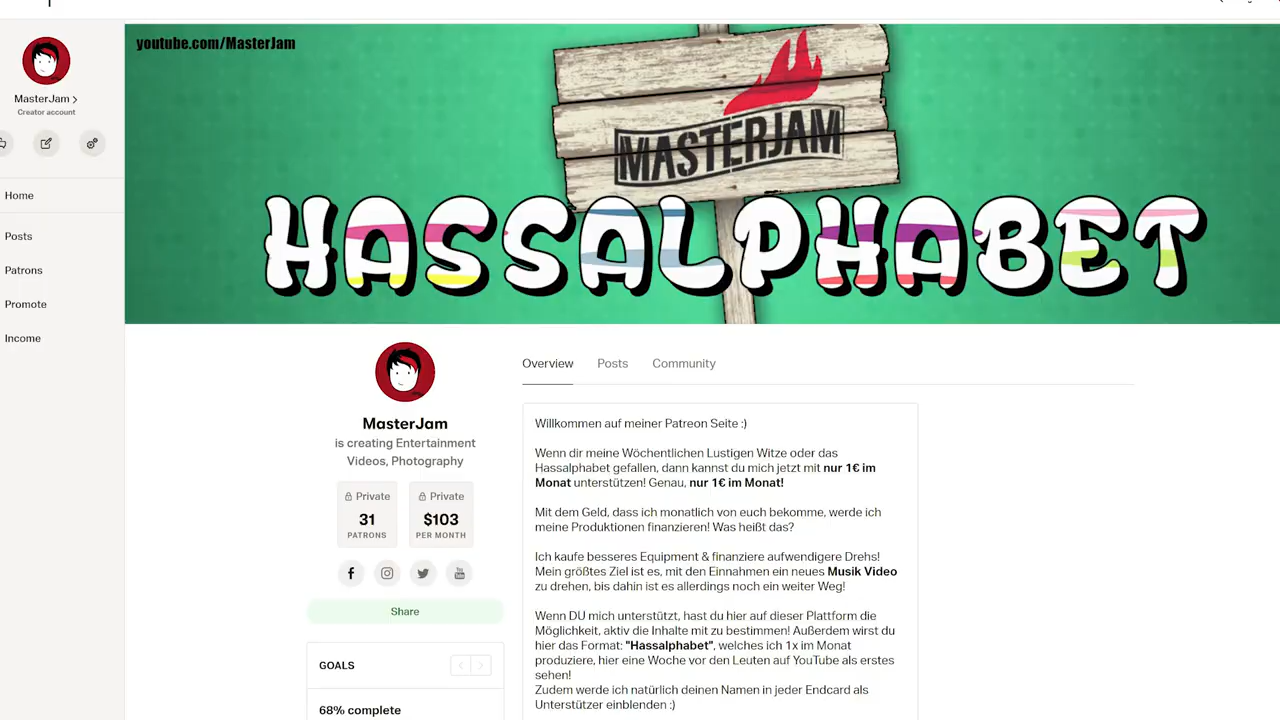 youtube.com/MasterJam
MASTERJAM
HASSALPHABET
MasterJam
Creator account
Home
Posts
Patrons
Promote
Income
MasterJam
is creating Entertainment
Videos, Photography
Private
31
PATRONS
Private
$103
PER MONTH
Share
GOALS
68% complete
Overview Posts Community
Willkommen auf meiner Patreon Seite :)
Wenn dir meine Wöchentlichen Lustigen Witze oder das
Hassalphabet gefallen, dann kannst du mich jetzt mit nur 1€ im
Monat unterstützen! Genau, nur 1€ im Monat!
Mit dem Geld, dass ich monatlich von euch bekomme, werde ich
meine Produktionen finanzieren! Was heißt das?
Ich kaufe besseres Equipment & finanziere aufwendigere Drehs!
Mein größtes Ziel ist es, mit den Einnahmen ein neues Musik Video
zu drehen, bis dahin ist es allerdings noch ein weiter Weg!
Wenn DU mich unterstützt, hast du hier auf dieser Plattform die
Möglichkeit, aktiv die Inhalte mit zu bestimmen! Außerdem wirst du
hier das Format: "Hassalphabet", welches ich 1x im Monat
produziere, hier eine Woche vor den Leuten auf YouTube als erstes
sehen!
Zudem werde ich natürlich deinen Namen in jeder Endcard als
Unterstützer einblenden :)